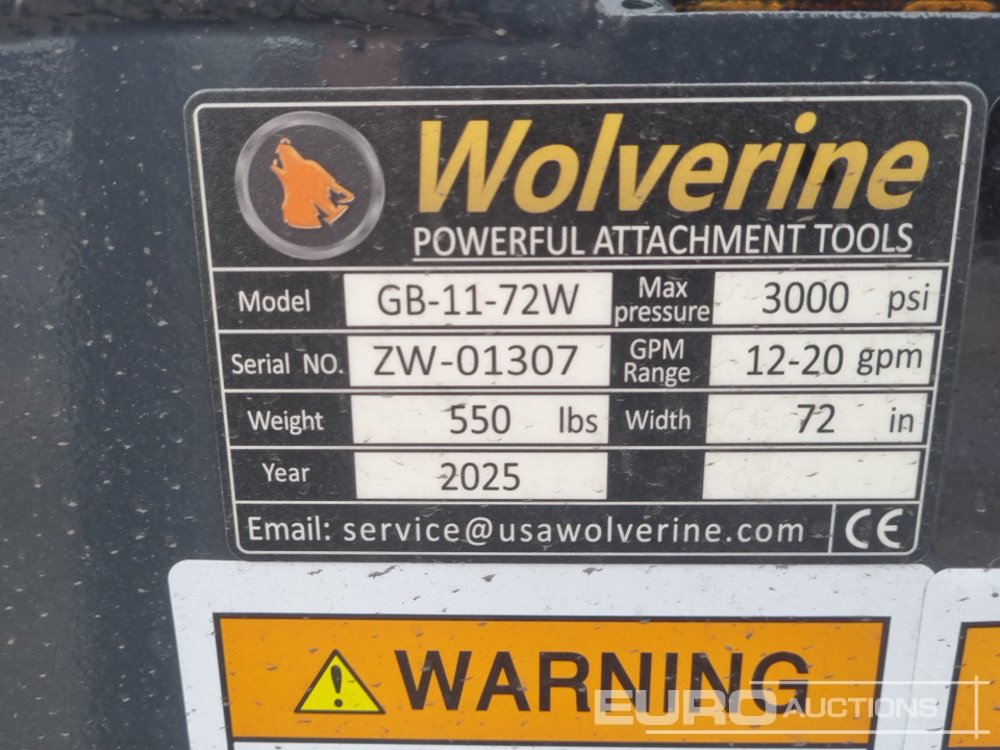 Wolverine
POWERFUL ATTACHMENT TOOLS
Model GB-11-72W Max pressure 3000 psi
Serial NO. ZW-01307 GPM Range 12-20 gpm
Weight 550 lbs Width 72 in
Year 2025
Email: service@usawolverine.com CE
WARNING
EURO AUCTIONS